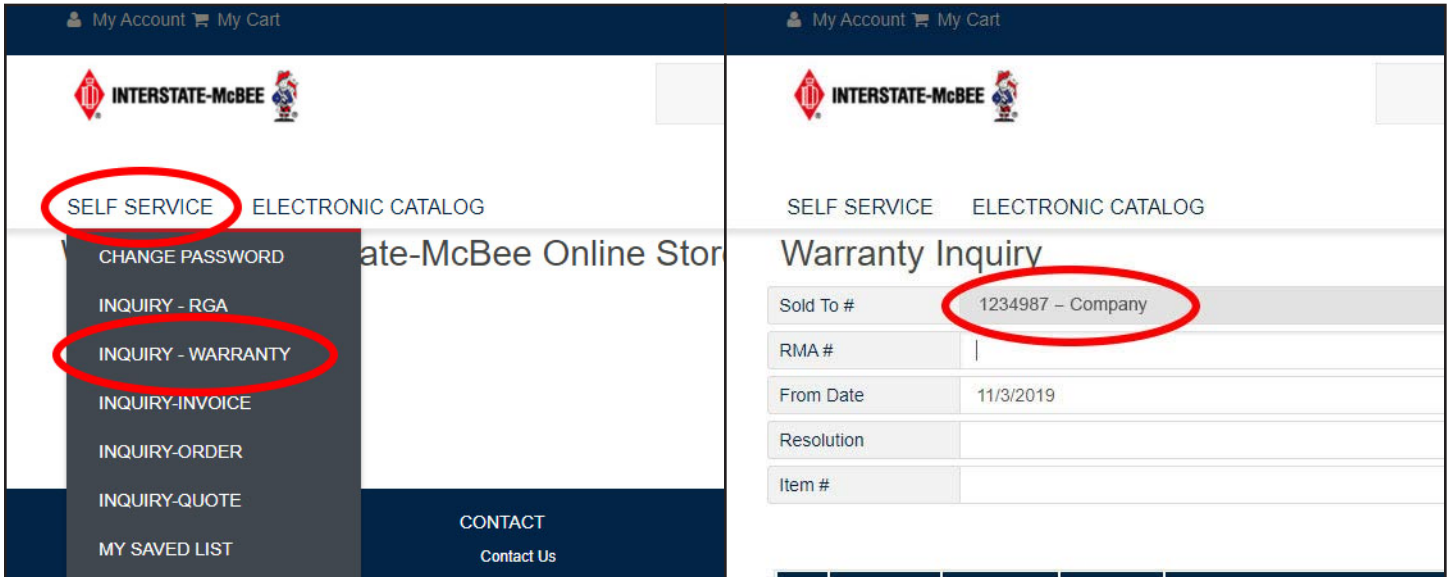 My Account My Cart
INTERSTATE-McBEE
SELF SERVICE ELECTRONIC CATALOG
ate-McBee Online Stor
CHANGE PASSWORD
INQUIRY - RGA
INQUIRY - WARRANTY
INQUIRY-INVOICE
INQUIRY-ORDER
INQUIRY-QUOTE
MY SAVED LIST
CONTACT
Contact Us
My Account My Cart
INTERSTATE-McBEE
SELF SERVICE ELECTRONIC CATALOG
Warranty Inquiry
Sold To # 1234987 – Company
RMA #
From Date 11/3/2019
Resolution
Item #